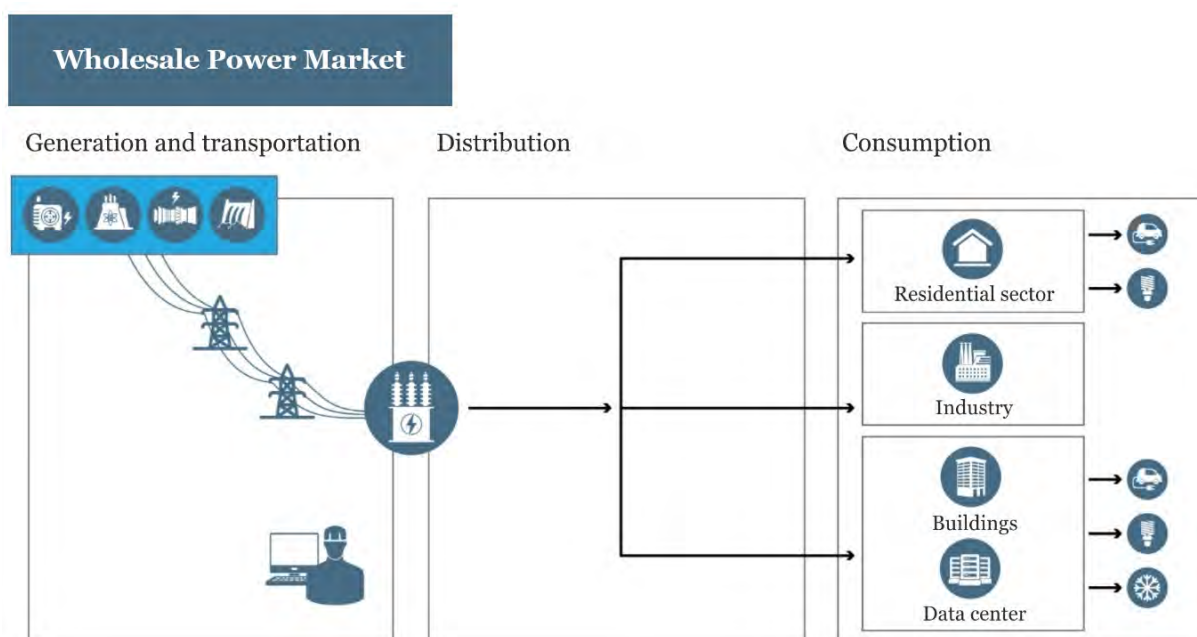 Wholesale Power Market
Generation and transportation
Distribution
Consumption
Residential sector
Industry
Buildings
Data center